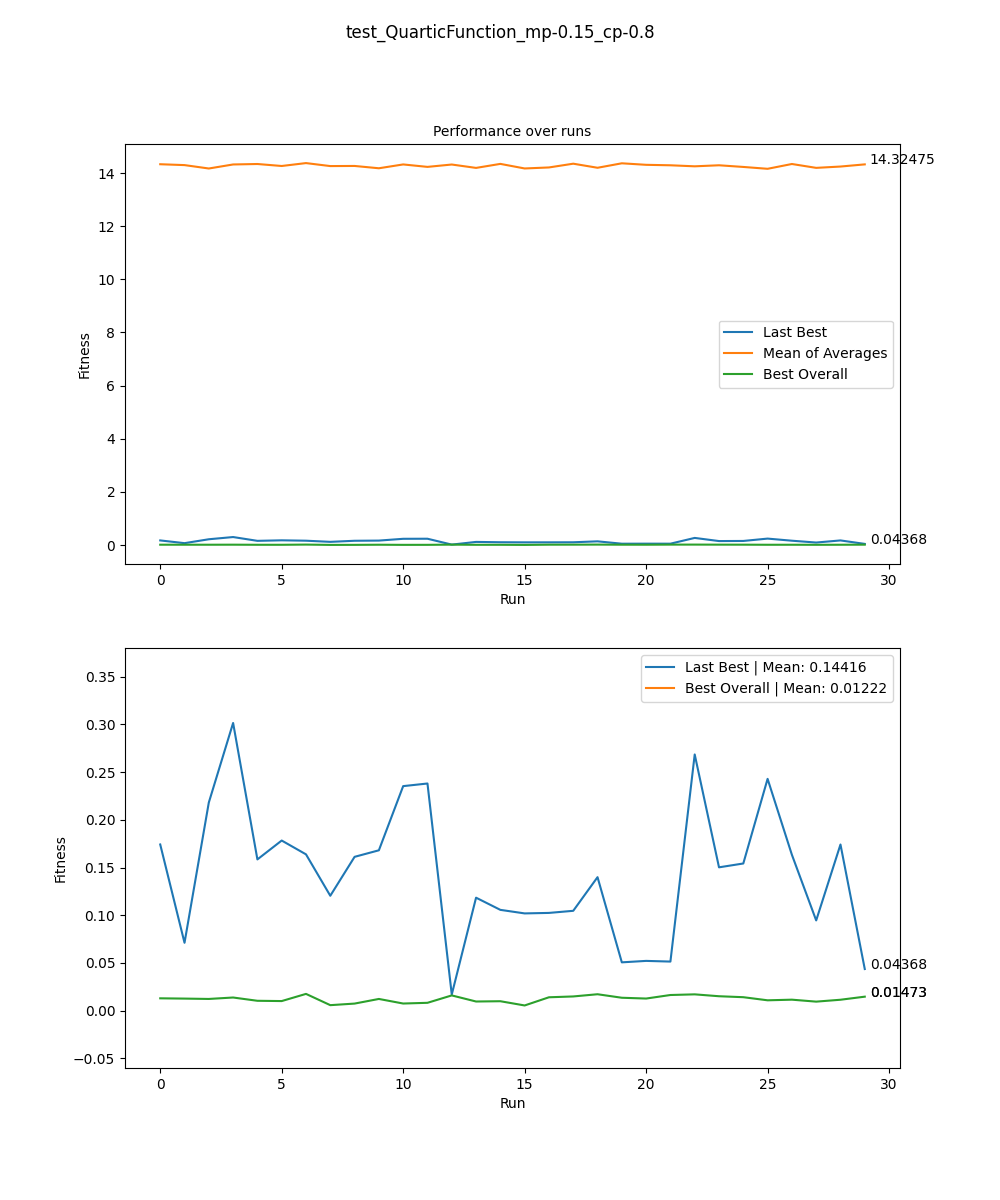 test_QuarticFunction_mp-0.15_cp-0.8
Performance over runs
14.32475
14
12
10
8
6
4
2
0
Fitness
Last Best
Mean of Averages
Best Overall
0.04368
0 5 10 15 20 25 30
Run
Last Best | Mean: 0.14416
Best Overall | Mean: 0.01222
0.35
0.30
0.25
0.20
0.15
0.10
0.05
0.00
−0.05
Fitness
0.04368
0.01473
0 5 10 15 20 25 30
Run